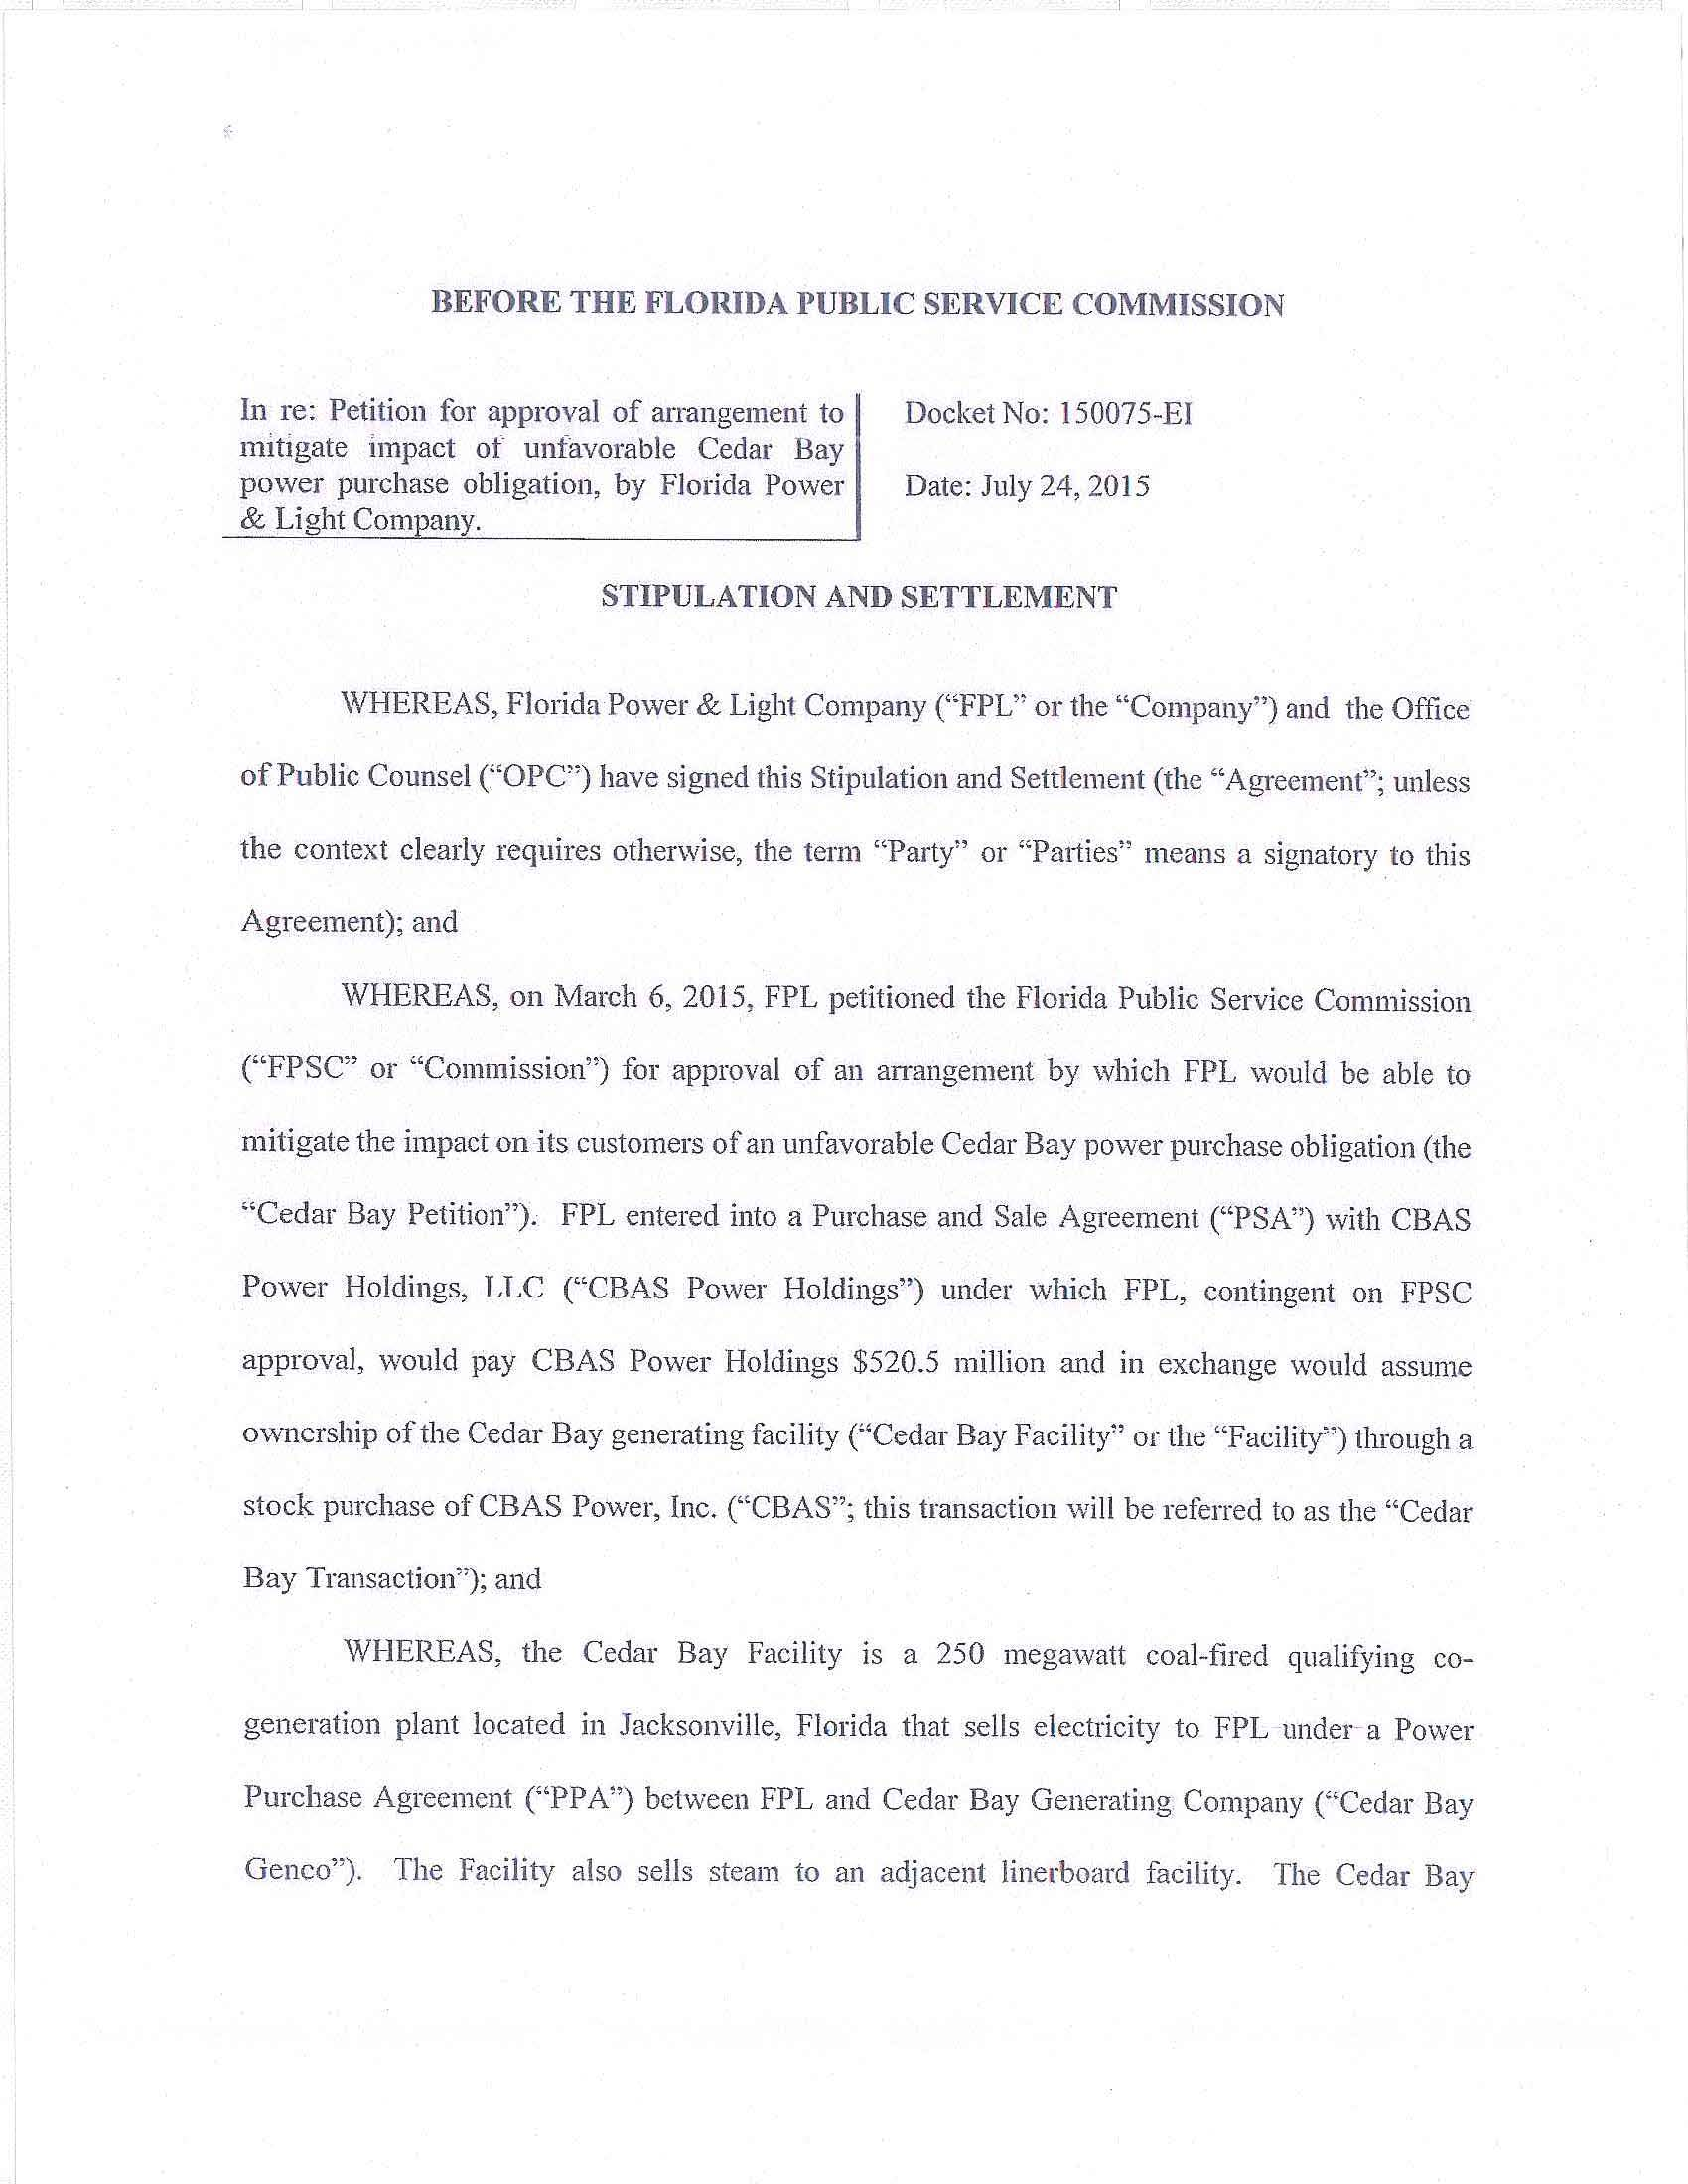 BEFORE THE FLORIDA PUBLIC SERVICE COMMISSION
In re: Petition for approval of arrangement to
mitigate impact of unfavorable Cedar Bay
power purchase obligation, by Florida Power
& Light Company.
Docket No: 150075-EI
Date: July 24, 2015
STIPULATION AND SETTLEMENT
WHEREAS, Florida Power & Light Company (“FPL” or the “Company”) and the Office
of Public Counsel (“OPC”) have signed this Stipulation and Settlement (the “Agreement”; unless
the context clearly requires otherwise, the term “Party” or “Parties” means a signatory to this
Agreement); and
WHEREAS, on March 6, 2015, FPL petitioned the Florida Public Service Commission
(“FPSC” or “Commission”) for approval of an arrangement by which FPL would be able to
mitigate the impact on its customers of an unfavorable Cedar Bay power purchase obligation (the
“Cedar Bay Petition”). FPL entered into a Purchase and Sale Agreement (“PSA”) with CBAS
Power Holdings, LLC (“CBAS Power Holdings”) under which FPL, contingent on FPSC
approval, would pay CBAS Power Holdings $520.5 million and in exchange would assume
ownership of the Cedar Bay generating facility (“Cedar Bay Facility” or the “Facility”) through a
stock purchase of CBAS Power, Inc. (“CBAS”; this transaction will be referred to as the “Cedar
Bay Transaction”); and
WHEREAS, the Cedar Bay Facility is a 250 megawatt coal-fired qualifying co-
generation plant located in Jacksonville, Florida that sells electricity to FPL under a Power
Purchase Agreement (“PPA”) between FPL and Cedar Bay Generating Company (“Cedar Bay
Genco”). The Facility also sells steam to an adjacent linerboard facility. The Cedar Bay